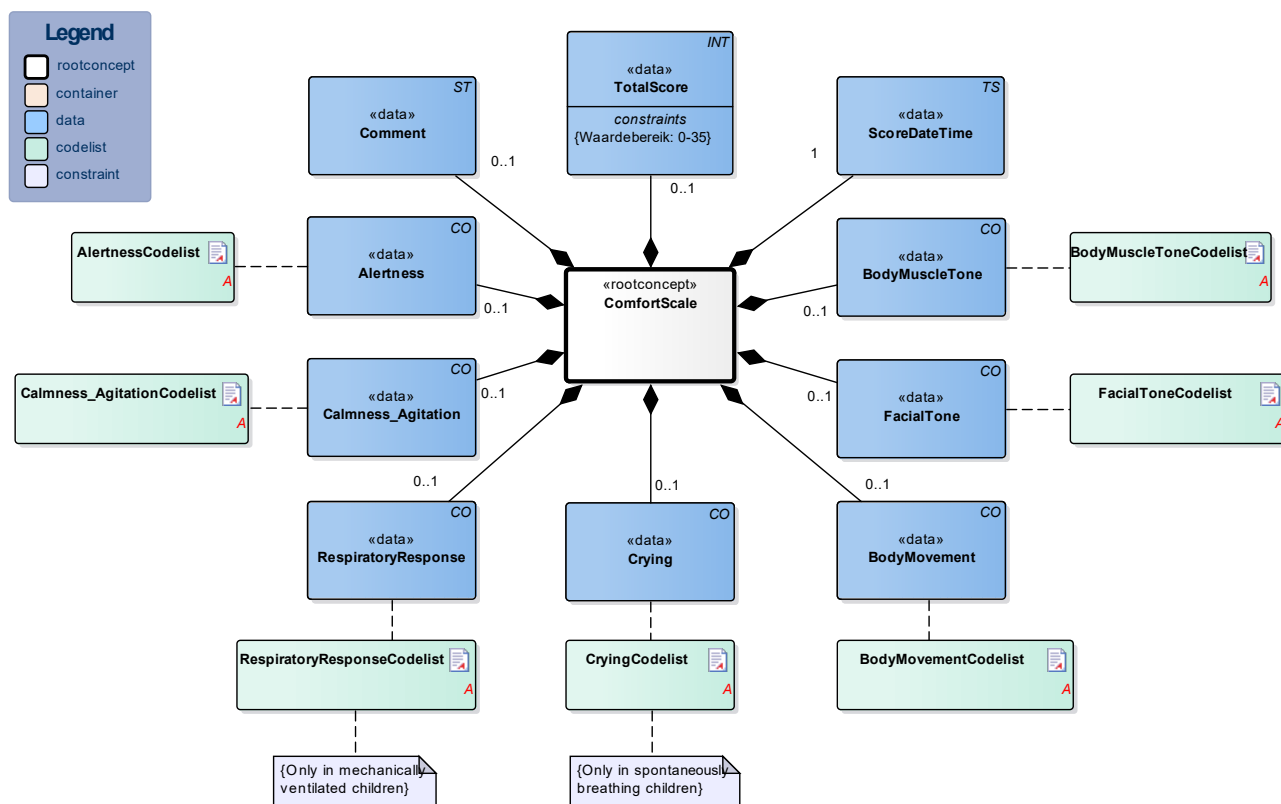 Legend
rootconcept
container
data
codelist
constraint
ST
«data»
Comment
0..1
INT
«data»
TotalScore
constraints
{Waardebereik: 0-35}
0..1
TS
«data»
ScoreDateTime
1
AlertnessCodelist
A
CO
«data»
Alertness
0..1
«rootconcept»
ComfortScale
CO
«data»
BodyMuscleTone
0..1
BodyMuscleToneCodelist
A
Calmness_AgitationCodelist
A
CO
«data»
Calmness_Agitation
0..1
CO
«data»
FacialTone
0..1
FacialToneCodelist
A
0..1
CO
«data»
RespiratoryResponse
0..1
CO
«data»
Crying
0..1
CO
«data»
BodyMovement
RespiratoryResponseCodelist
A
CryingCodelist
A
BodyMovementCodelist
A
{Only in mechanically
ventilated children}
{Only in spontaneously
breathing children}